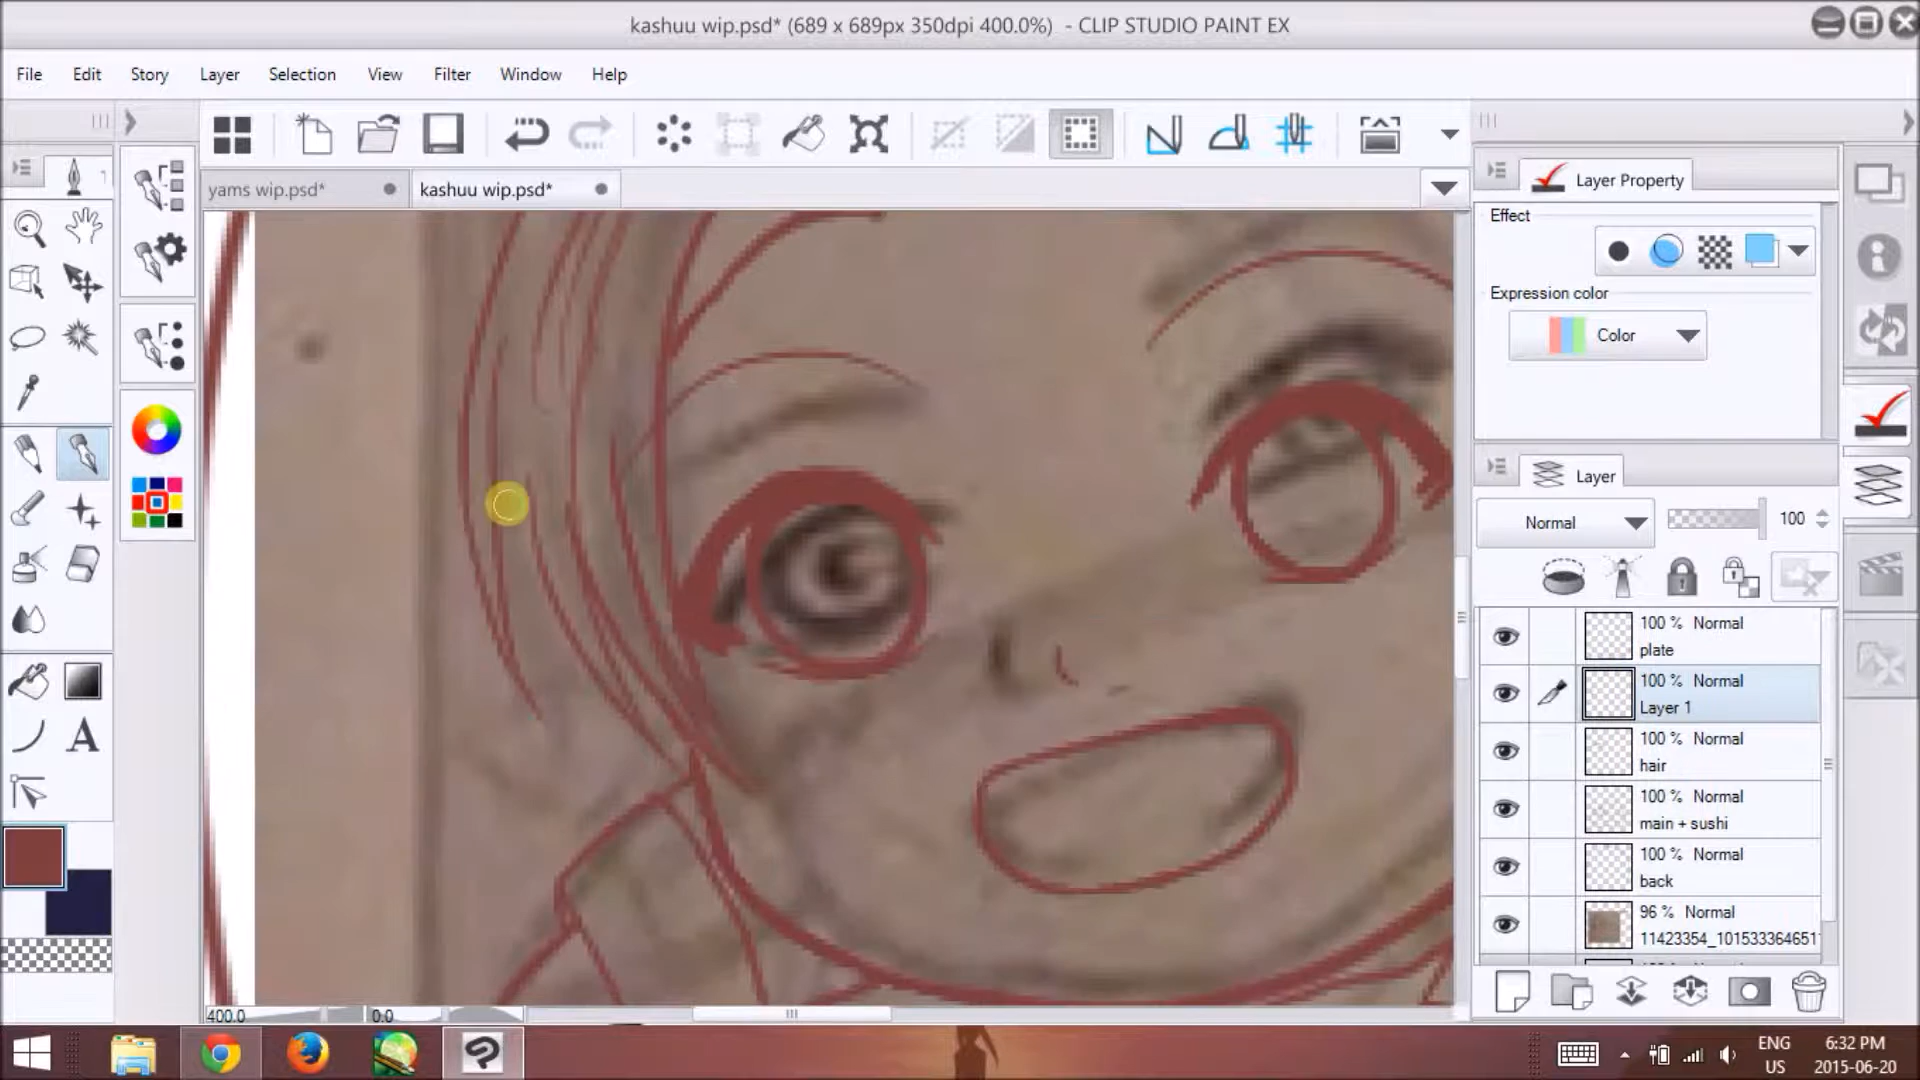 kashuu wip.psd* (689 x 689px 350dpi 400.0%) - CLIP STUDIO PAINT EX
File Edit Story Layer Selection View Filter Window Help
yams wip.psd* kashuu wip.psd*
Layer Property
Effect
Expression color
Color
Layer
Normal 100
100 % Normal
plate
100 % Normal
Layer 1
100 % Normal
hair
100 % Normal
main + sushi
100 % Normal
back
96 % Normal
11423354_10153336465
A
400.0 0.0
ENG
US
6:32 PM
2015-06-20